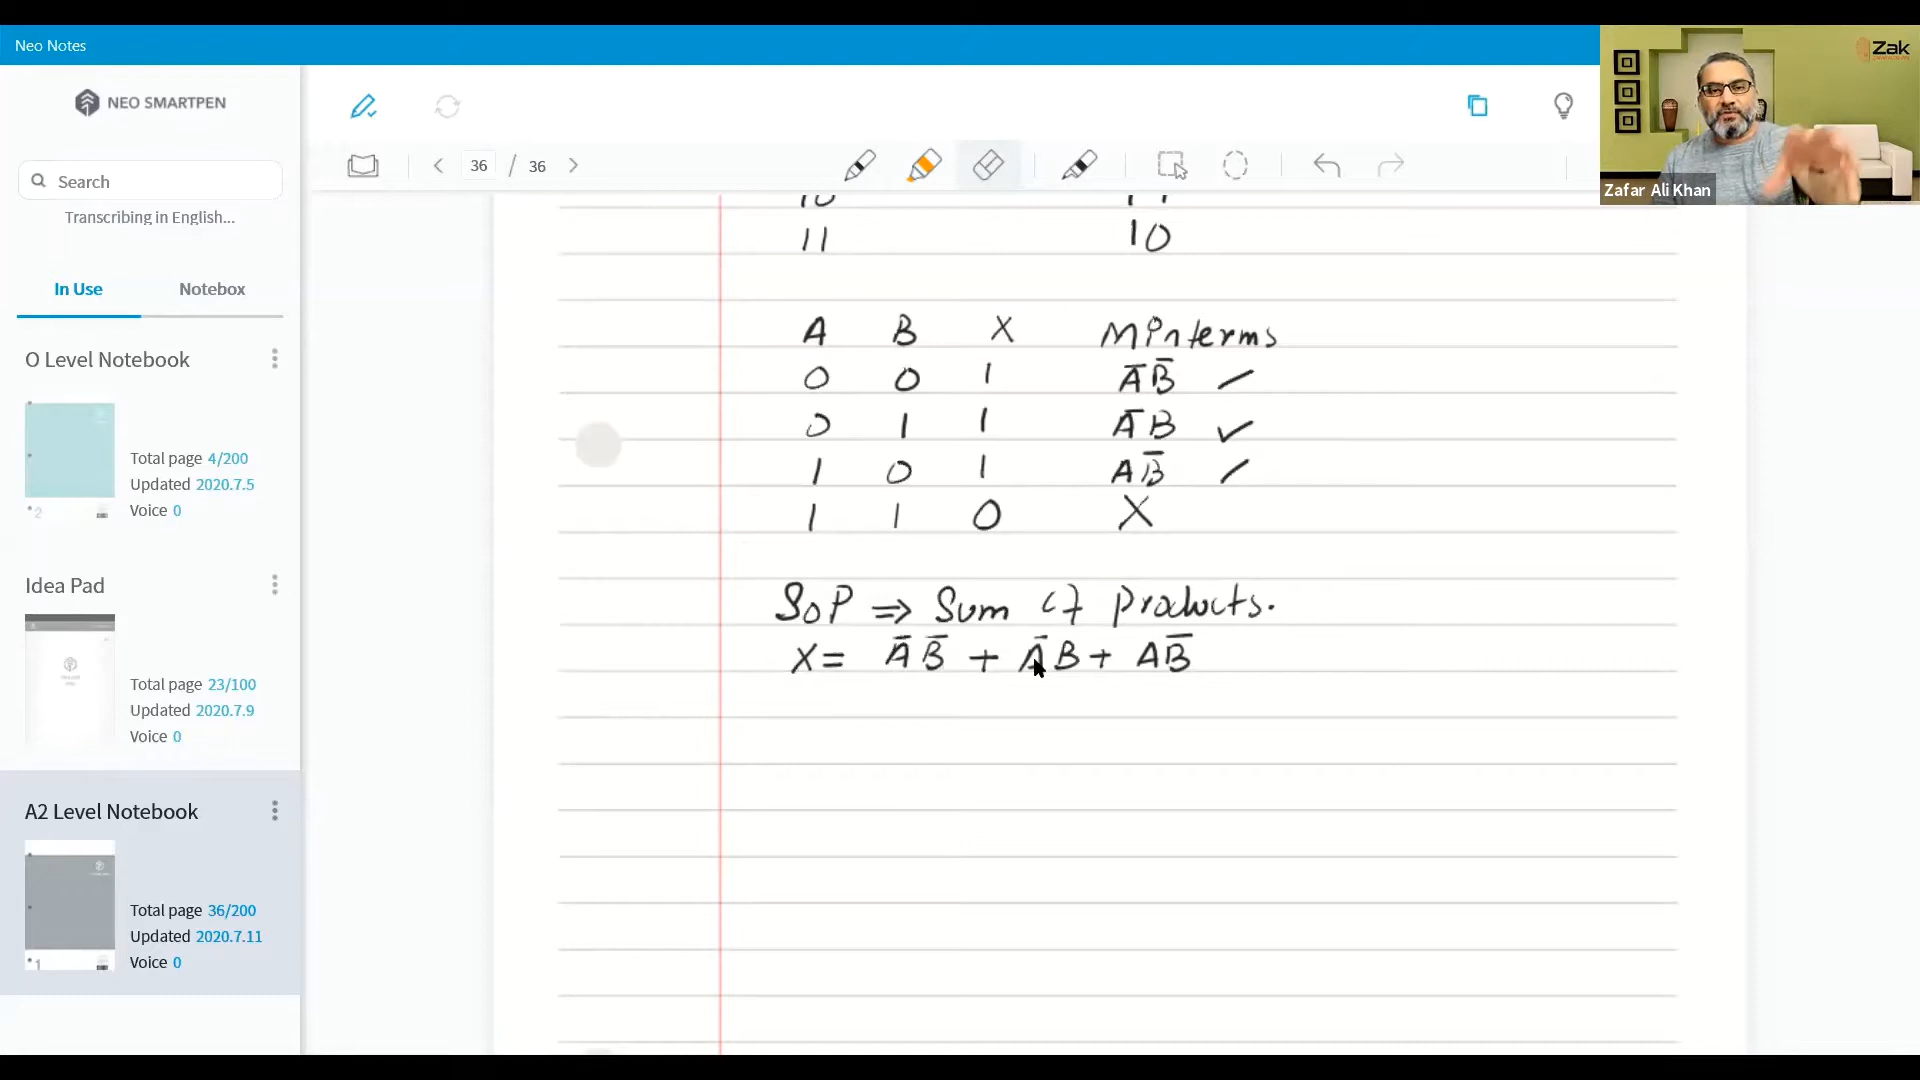 Neo Notes
Zak
NEO SMARTPEN
Search
Transcribing in English...
In Use Notebox
O Level Notebook
Total page 4/200
Updated 2020.7.5
Voice 0
2
Idea Pad
Total page 23/100
Updated 2020.7.9
Voice 0
A2 Level Notebook
Total page 36/200
Updated 2020.7.11
Voice 0
1
36 / 36
Zafar Ali Khan
11 10
A B X Minterms
0 0 1 A̅B̅ ✓
0 1 1 A̅B ✓
1 0 1 AB̅ ✓
1 1 0 X
SoP ⇒ Sum of Products.
X = A̅B̅ + A̅B + AB̅